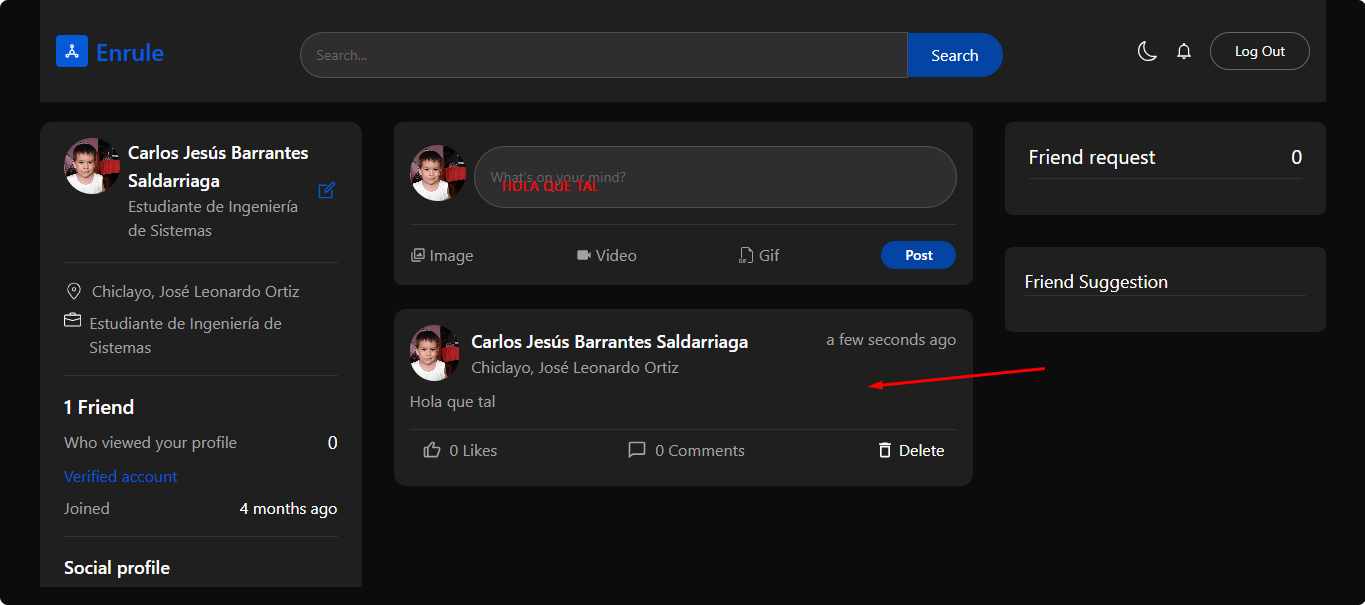 Enrule
Search...
Search
Log Out
Carlos Jesús Barrantes
Saldarriaga
Estudiante de Ingeniería
de Sistemas
Chiclayo, José Leonardo Ortiz
Estudiante de Ingeniería de
Sistemas
1 Friend
Who viewed your profile 0
Verified account
Joined 4 months ago
Social profile
What's on your mind?
HOLA QUE TAL
Image Video Gif Post
Carlos Jesús Barrantes Saldarriaga a few seconds ago
Chiclayo, José Leonardo Ortiz
Hola que tal
0 Likes 0 Comments Delete
Friend request 0
Friend Suggestion